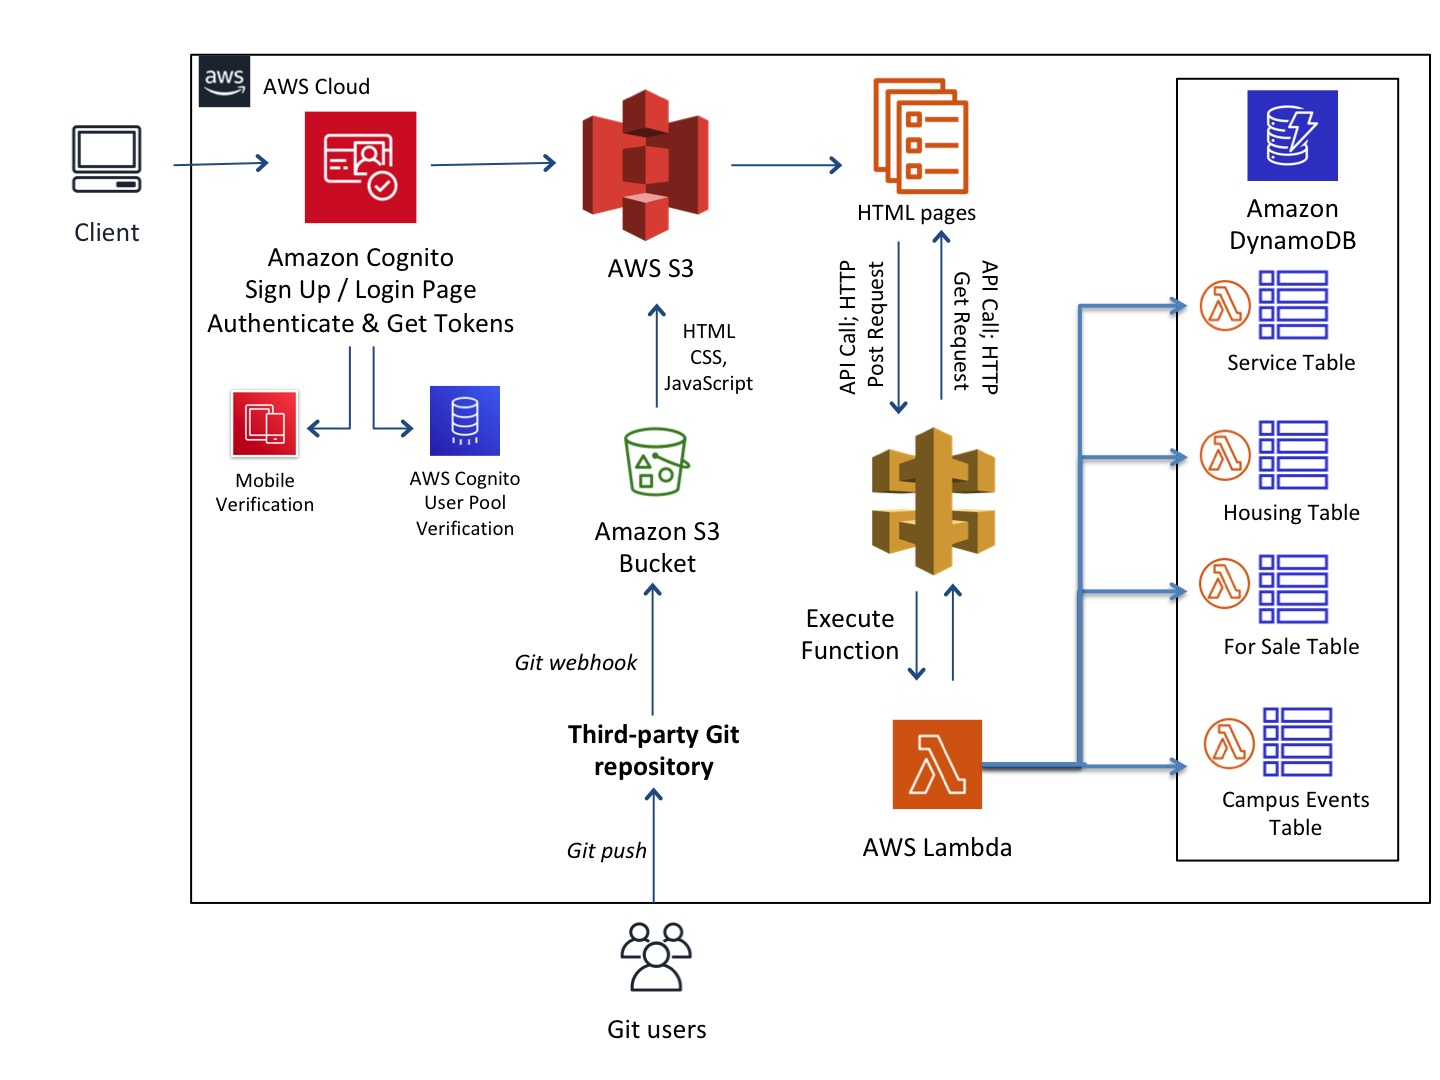 aws
AWS Cloud
Client
Amazon Cognito
Sign Up / Login Page
Authenticate & Get Tokens
Mobile
Verification
AWS Cognito
User Pool
Verification
AWS S3
HTML
CSS,
JavaScript
Amazon S3
Bucket
Git webhook
Third-party Git
repository
Git push
Git users
HTML pages
API Call; HTTP
Post Request
API Call; HTTP
Get Request
Execute
Function
AWS Lambda
Amazon
DynamoDB
Service Table
Housing Table
For Sale Table
Campus Events
Table